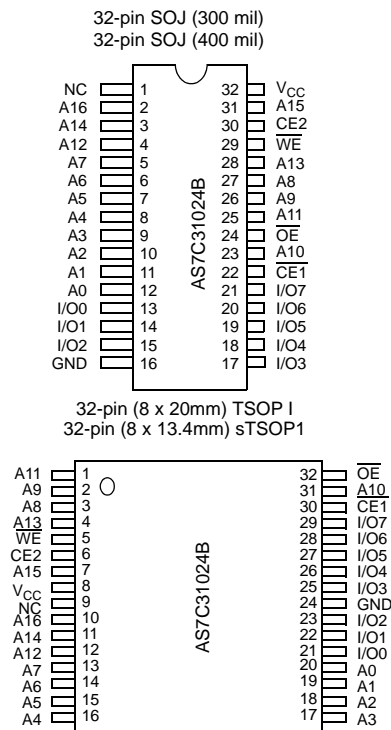 32-pin SOJ (300 mil)
32-pin SOJ (400 mil)
NC 1 32 VCC
A16 2 31 A15
A14 3 30 CE2
A12 4 29 W̅E̅
A7 5 28 A13
A6 6 27 A8
A5 7 26 A9
A4 8 25 A11
A3 9 24 O̅E̅
A2 10 23 A10
A1 11 22 C̅E̅1̅
A0 12 21 I/O7
I/O0 13 20 I/O6
I/O1 14 19 I/O5
I/O2 15 18 I/O4
GND 16 17 I/O3
AS7C31024B
32-pin (8 x 20mm) TSOP I
32-pin (8 x 13.4mm) sTSOP1
A11 1 32 O̅E̅
A9 2 31 A10
A8 3 30 C̅E̅1̅
A13 4 29 I/O7
W̅E̅ 5 28 I/O6
CE2 6 27 I/O5
A15 7 26 I/O4
VCC 8 25 I/O3
NC 9 24 GND
A16 10 23 I/O2
A14 11 22 I/O1
A12 12 21 I/O0
A7 13 20 A0
A6 14 19 A1
A5 15 18 A2
A4 16 17 A3
AS7C31024B